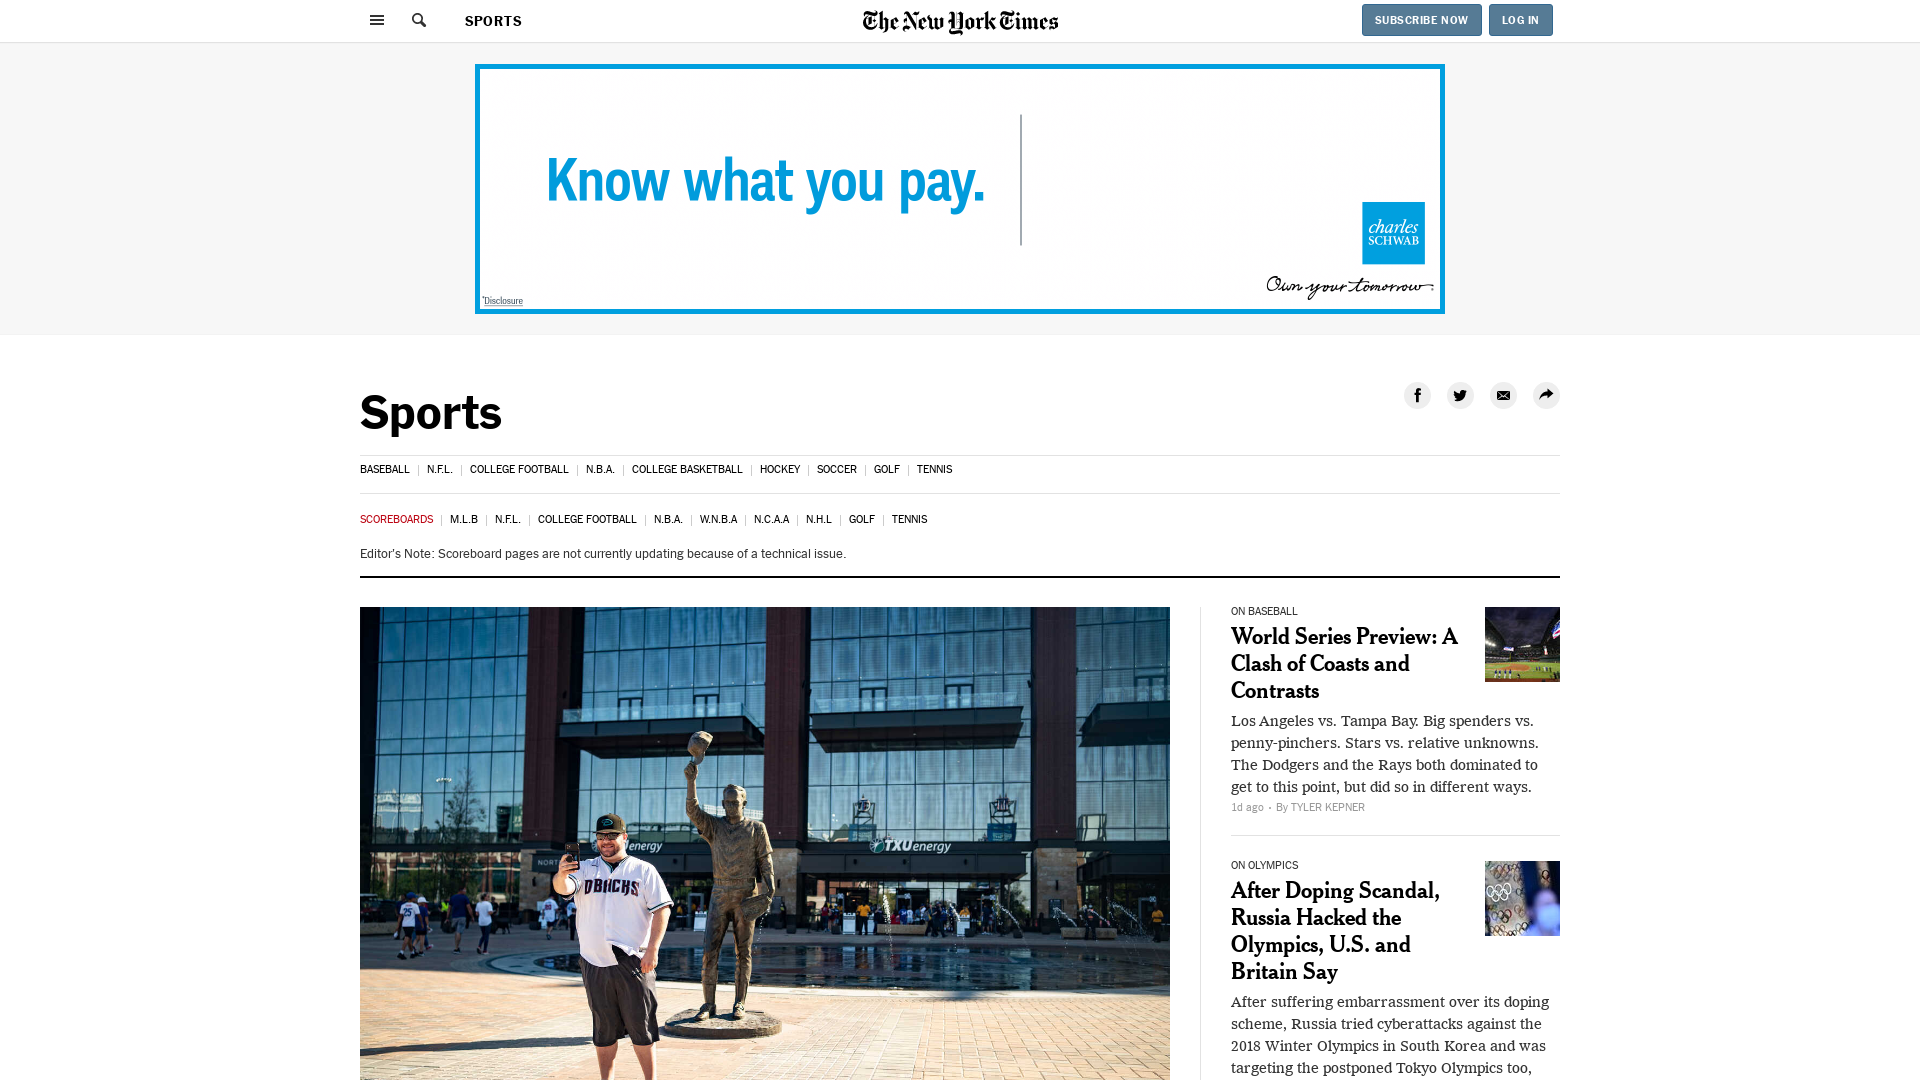 SPORTS
The New York Times
SUBSCRIBE NOW
LOG IN
Know what you pay.
charles
SCHWAB
Own your tomorrow
*Disclosure
Sports
BASEBALL
N.F.L.
COLLEGE FOOTBALL
N.B.A.
COLLEGE BASKETBALL
HOCKEY
SOCCER
GOLF
TENNIS
SCOREBOARDS
M.L.B
N.F.L.
COLLEGE FOOTBALL
N.B.A.
W.N.B.A
N.C.A.A
N.H.L
GOLF
TENNIS
Editor's Note: Scoreboard pages are not currently updating because of a technical issue.
TXU energy
energy
NORTH
DBACKS
25
ON BASEBALL
World Series Preview: A
Clash of Coasts and
Contrasts
Los Angeles vs. Tampa Bay. Big spenders vs.
penny-pinchers. Stars vs. relative unknowns.
The Dodgers and the Rays both dominated to
get to this point, but did so in different ways.
1d ago • By TYLER KEPNER
ON OLYMPICS
After Doping Scandal,
Russia Hacked the
Olympics, U.S. and
Britain Say
After suffering embarrassment over its doping
scheme, Russia tried cyberattacks against the
2018 Winter Olympics in South Korea and was
targeting the postponed Tokyo Olympics too,